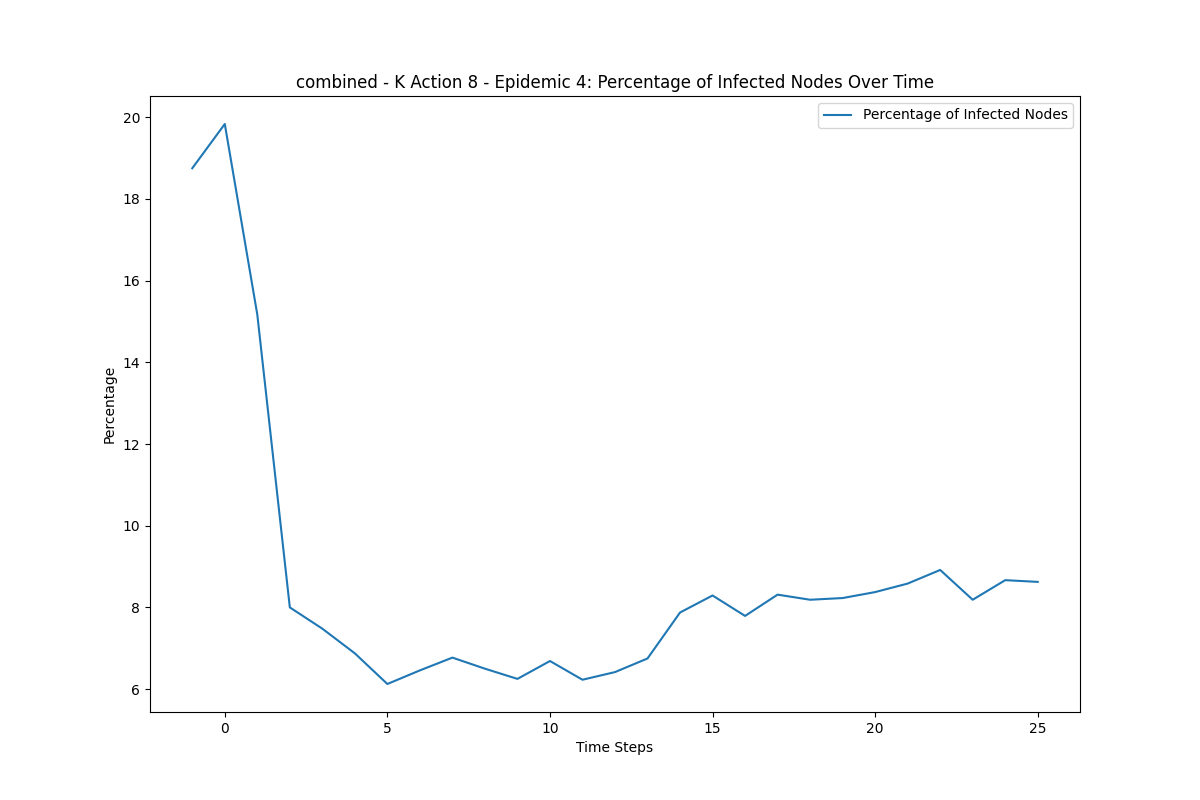 combined - K Action 8 - Epidemic 4: Percentage of Infected Nodes Over Time
Percentage of Infected Nodes
20
18
16
14
12
10
8
6
Percentage
0 5 10 15 20 25
Time Steps